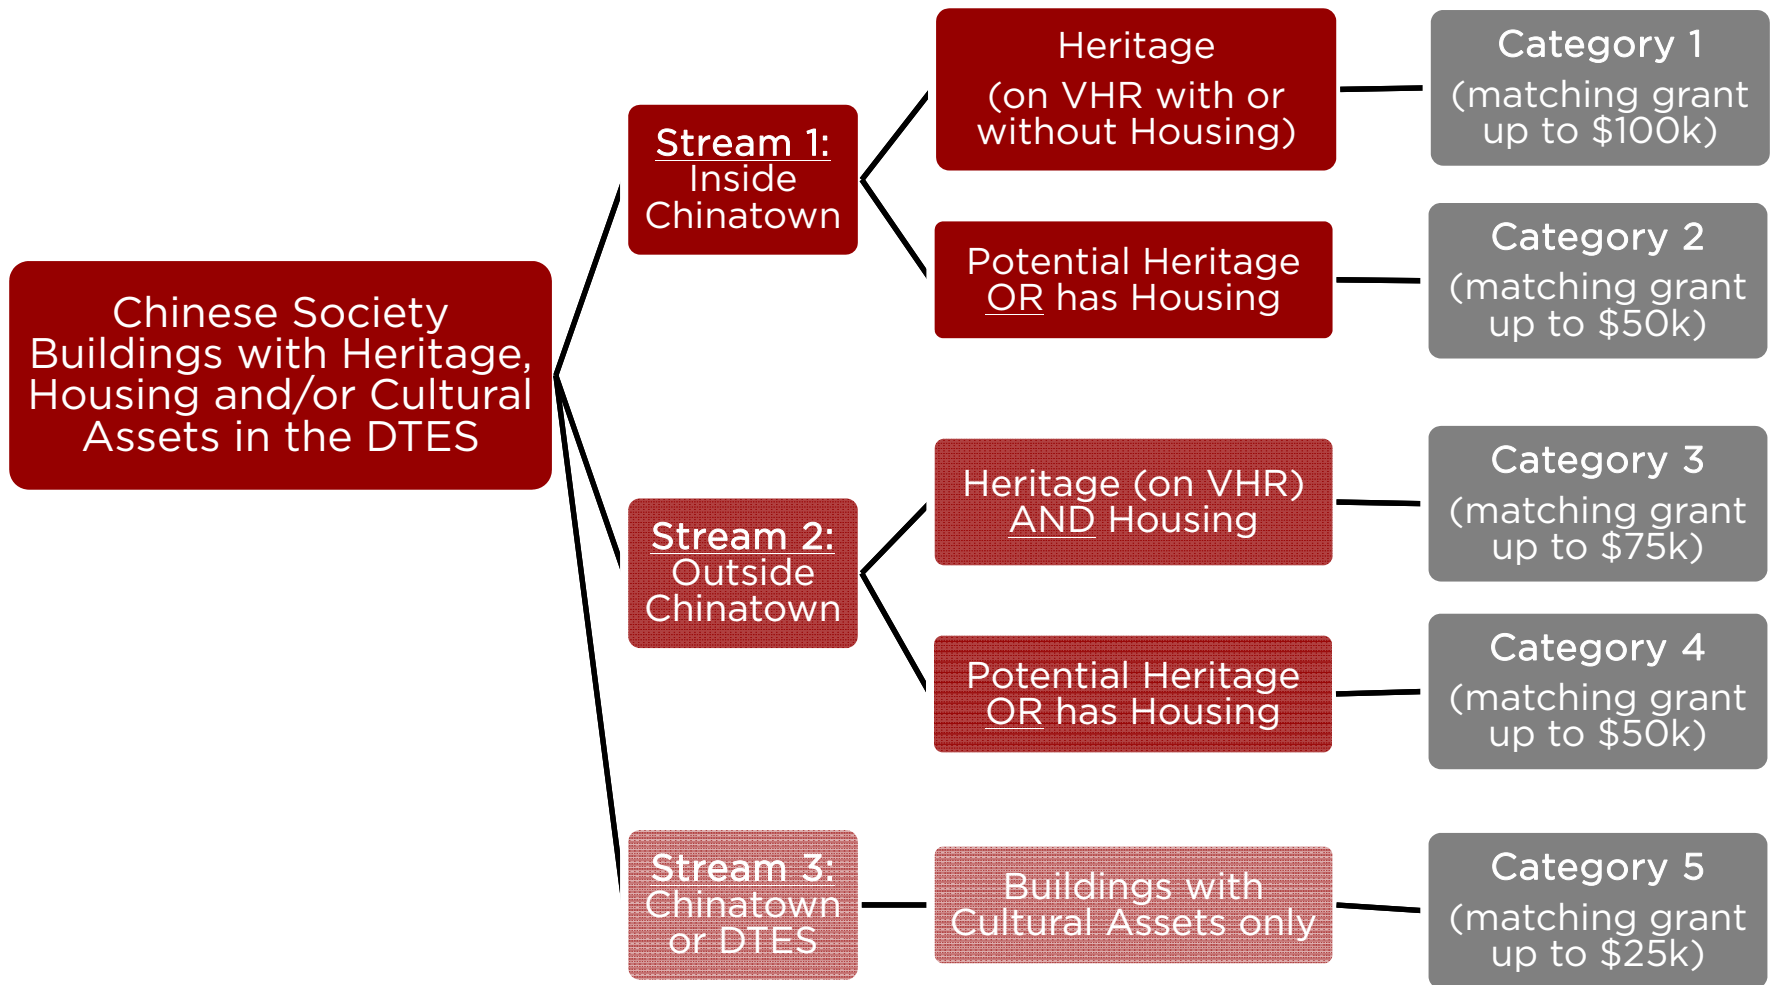 Chinese Society
Buildings with Heritage,
Housing and/or Cultural
Assets in the DTES
Stream 1:
Inside
Chinatown
Heritage
(on VHR with or
without Housing)
Category 1
(matching grant
up to $100k)
Potential Heritage
OR has Housing
Category 2
(matching grant
up to $50k)
Stream 2:
Outside
Chinatown
Heritage (on VHR)
AND Housing
Category 3
(matching grant
up to $75k)
Potential Heritage
OR has Housing
Category 4
(matching grant
up to $50k)
Stream 3:
Chinatown
or DTES
Buildings with
Cultural Assets only
Category 5
(matching grant
up to $25k)